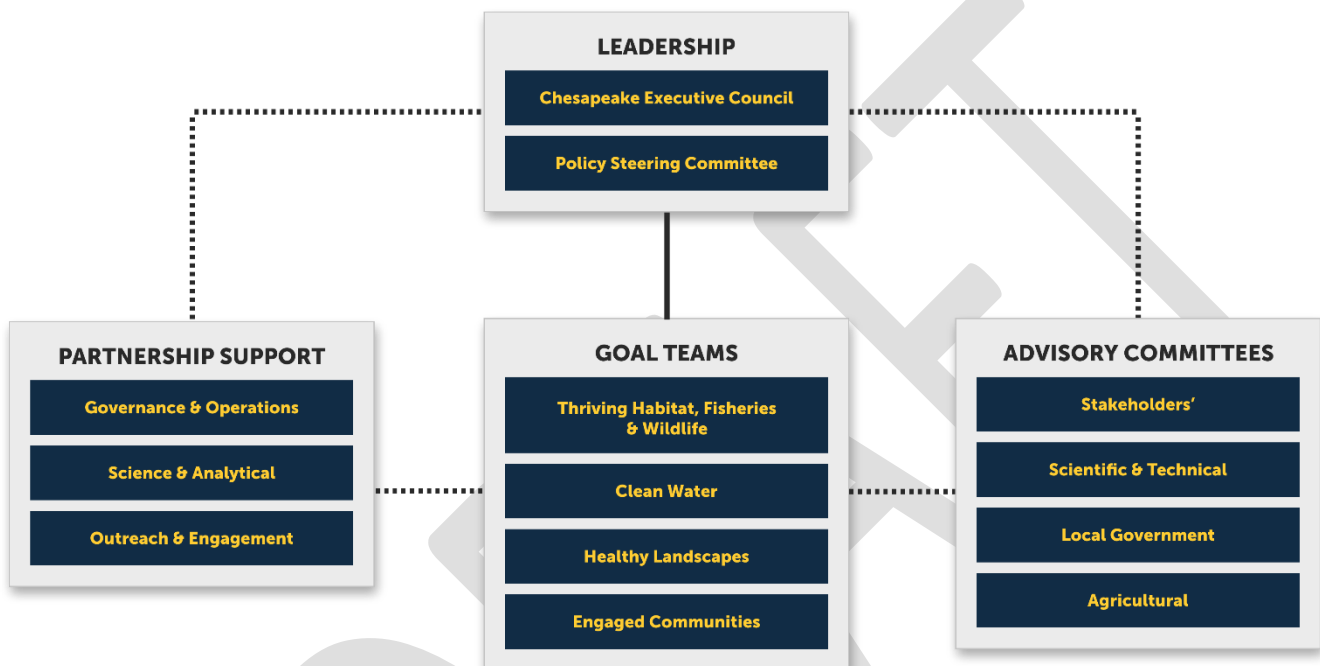 LEADERSHIP
Chesapeake Executive Council
Policy Steering Committee
PARTNERSHIP SUPPORT
Governance & Operations
Science & Analytical
Outreach & Engagement
GOAL TEAMS
Thriving Habitat, Fisheries
& Wildlife
Clean Water
Healthy Landscapes
Engaged Communities
ADVISORY COMMITTEES
Stakeholders’
Scientific & Technical
Local Government
Agricultural